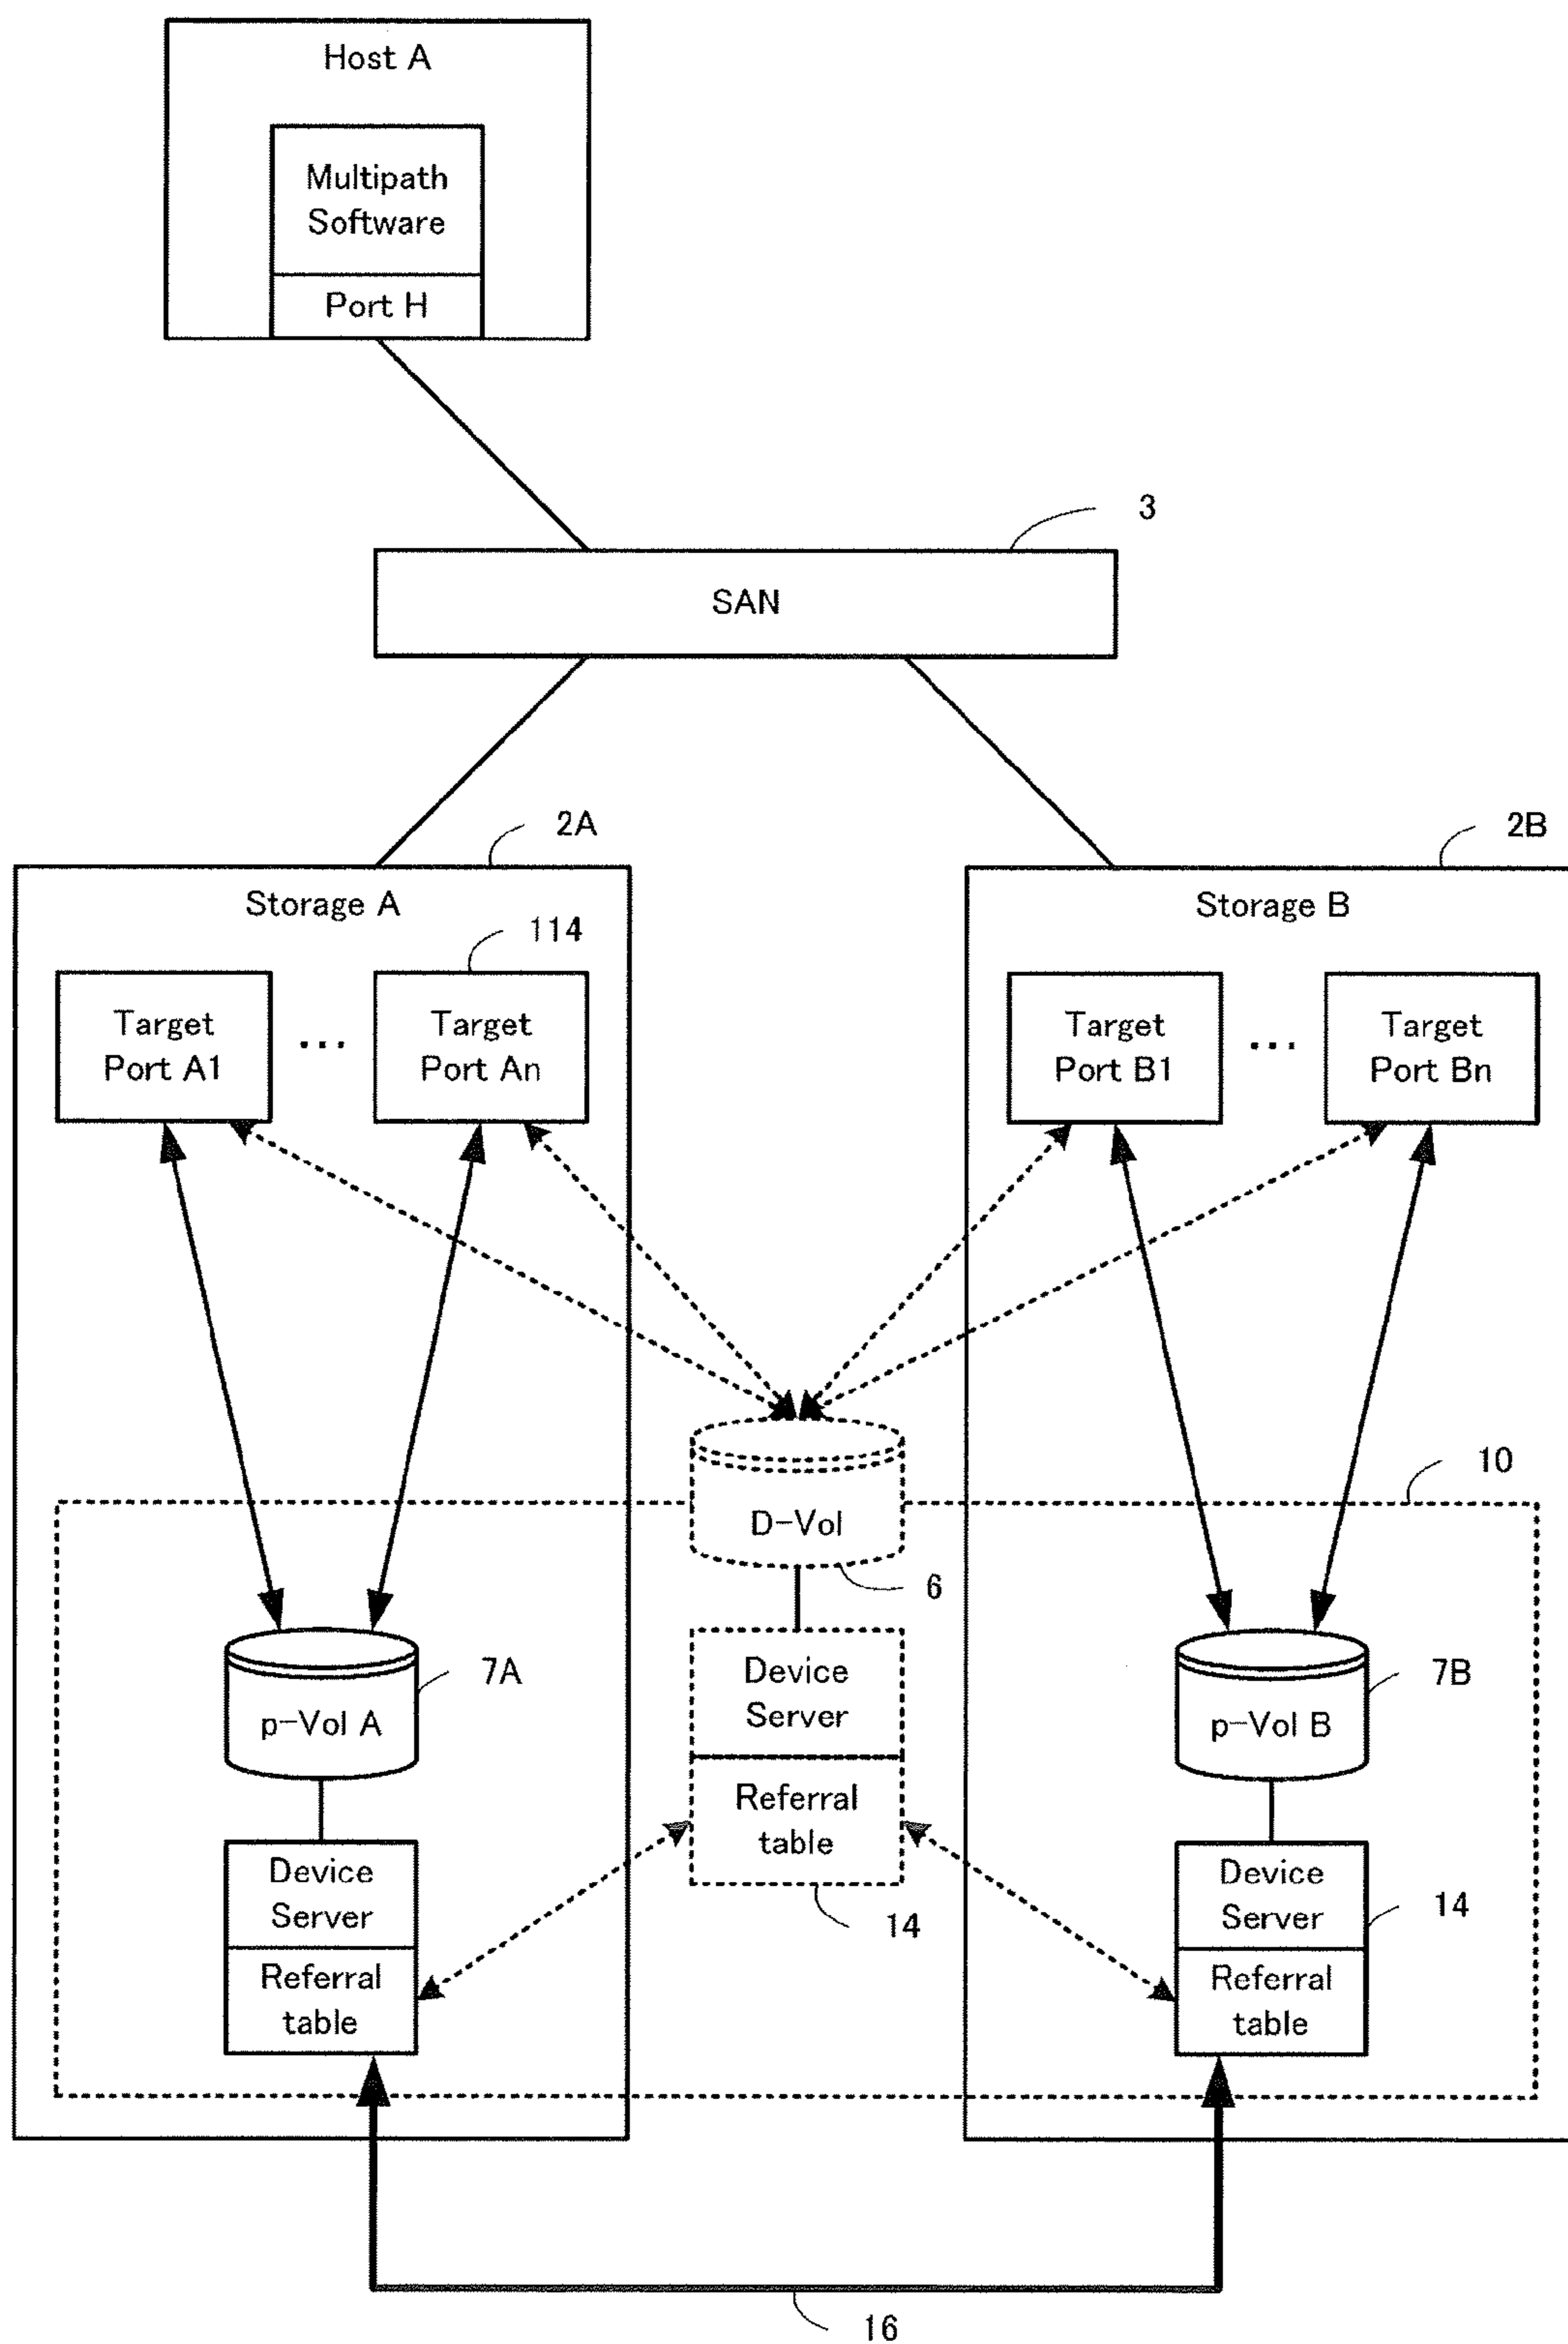 Host A
Multipath
Software
Port H
3
SAN
2A
2B
Storage A
Storage B
114
Target
Port A1
...
Target
Port An
Target
Port B1
...
Target
Port Bn
10
D-Vol
6
p-Vol A
7A
Device
Server
Referral
table
14
p-Vol B
7B
Device
Server
Referral
table
Device
Server
Referral
table
14
16